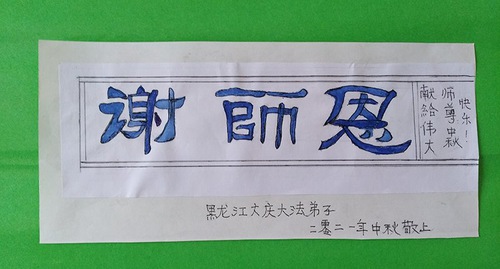 谢師恩
献給伟大
师尊中秋
快乐！
黑龙江大庆大法弟子
二零二一年中秋敬上